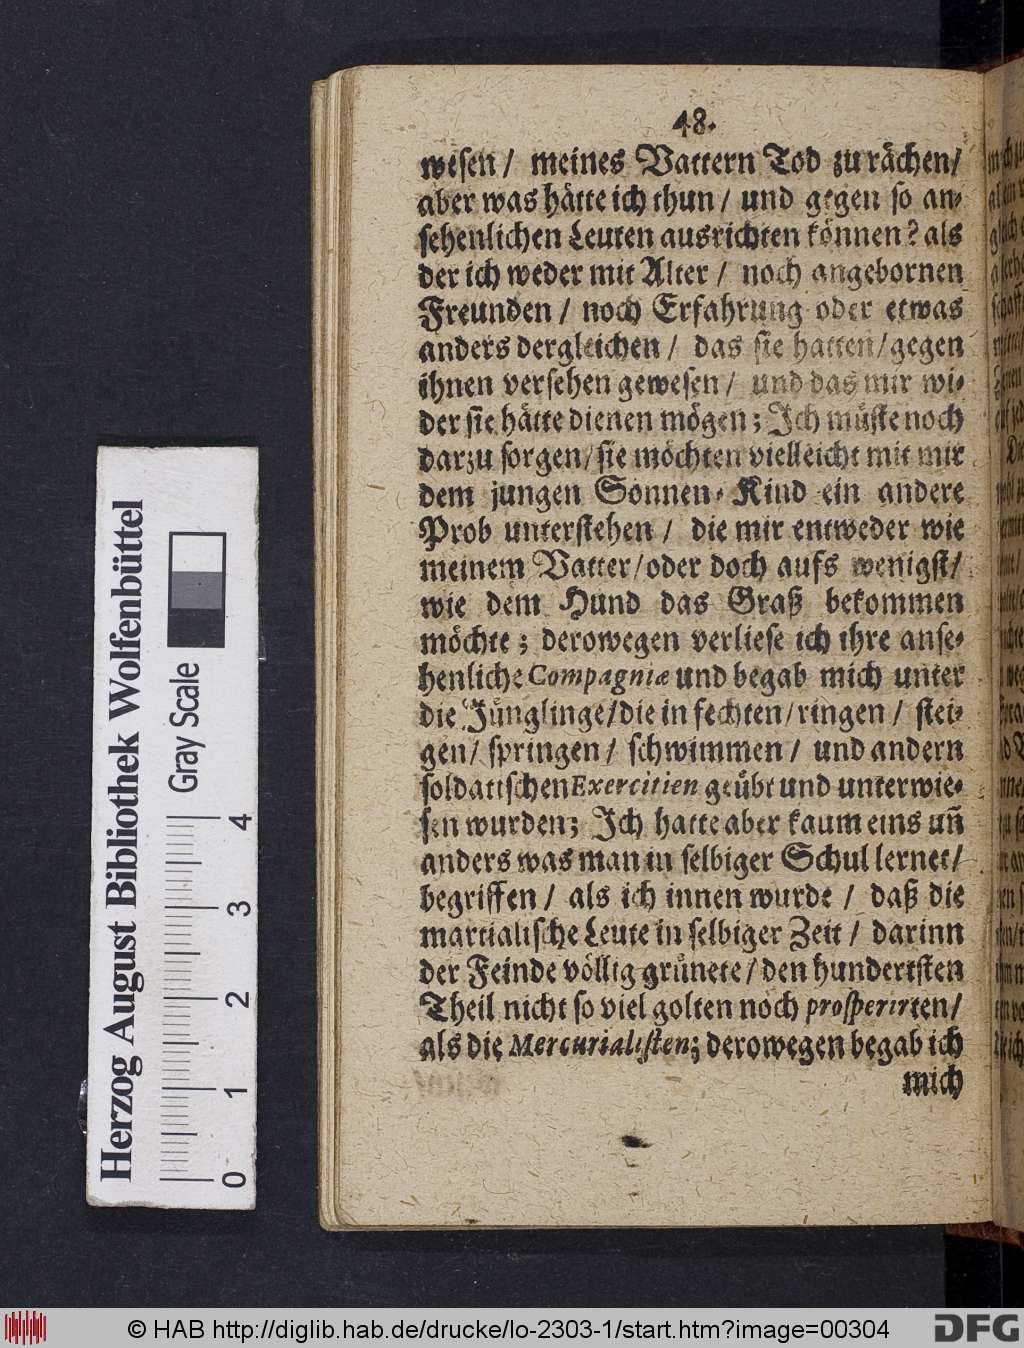 48.
wesen / meines Vattern Tod zu rächen/
aber was hätte ich thun / und gegen so an-
sehenlichen Leuten ausrichten können? als
der ich weder mit Alter / noch angebornen
Freunden / noch Erfahrung oder etwas
anders dergleichen / das sie hatten/gegen
ihnen versehen gewesen / und das mir wi-
der sie hätte dienen mögen; Ich müste noch
darzu sorgen/sie möchten vielleicht mit mir
dem jungen Sonnen-Kind ein andere
Prob unterstehen / die mir entweder wie
meinem Vatter/oder doch aufs wenigst/
wie dem Hund das Graß bekommen
möchte; derowegen verliese ich ihre anse-
henliche Compagniæ und begab mich unter
die Jünglinge/die in fechten/ringen / stei-
gen/ springen / schwimmen / und andern
soldatischen Exercitien geübt und unterwie-
sen wurden; Ich hatte aber kaum eins uñ
anders was man in selbiger Schul lernet/
begriffen / als ich innen wurde / daß die
martialische Leute in selbiger Zeit / darinn
der Feinde völlig grünete/den hundertsten
Theil nicht so viel golten noch prosperirten/
als die Mercurialisten; derowegen begab ich
mich
Herzog August Bibliothek Wolfenbüttel
Gray Scale
0 1 2 3 4
© HAB http://diglib.hab.de/drucke/lo-2303-1/start.htm?image=00304
DFG